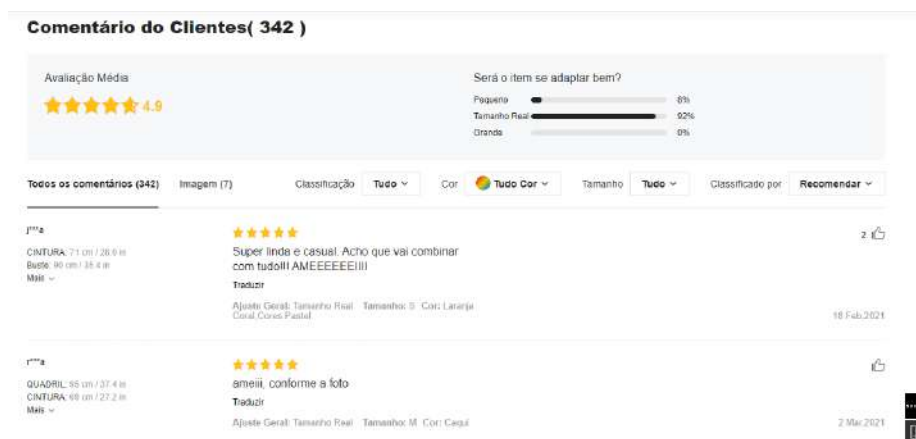 Comentário do Clientes( 342 )
Avaliação Média
4.9
Será o item se adaptar bem?
Pequeno 8%
Tamanho Real 92%
Grande 0%
Todos os comentários (342) Imagem (7) Classificação Tudo Cor Tudo Cor Tamanho Tudo Classificado por Recomendar
j***a
CINTURA: 71 cm / 28.0 in
Busto: 90 cm / 35.4 in
Mais
Super linda e casual. Acho que vai combinar
com tudo!!! AMEEEEEEI!!!
Traduzir
Ajuste Geral: Tamanho Real Tamanho: S Cor: Laranja
Coral,Cores Pastel
2
18 Feb,2021
r***a
QUADRIL: 95 cm / 37.4 in
CINTURA: 69 cm / 27.2 in
Mais
ameiii, conforme a foto
Traduzir
Ajuste Geral: Tamanho Real Tamanho: M Cor: Caqui
2 Mar,2021